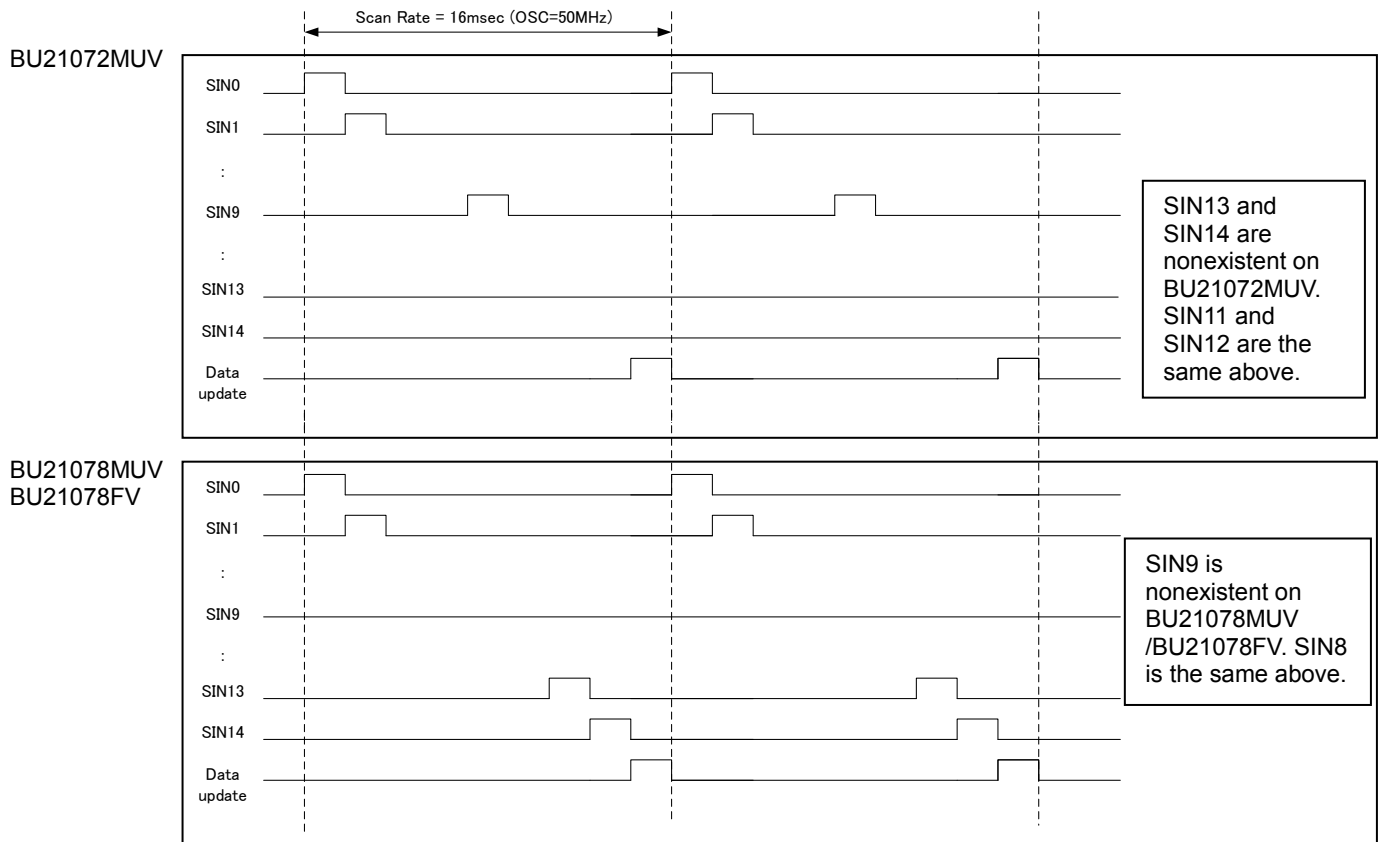 Scan Rate = 16msec (OSC=50MHz)
BU21072MUV
SIN0
SIN1
:
SIN9
:
SIN13
SIN14
Data
update
SIN13 and
SIN14 are
nonexistent on
BU21072MUV.
SIN11 and
SIN12 are the
same above.
BU21078MUV
BU21078FV
SIN0
SIN1
:
SIN9
:
SIN13
SIN14
Data
update
SIN9 is
nonexistent on
BU21078MUV
/BU21078FV. SIN8
is the same above.